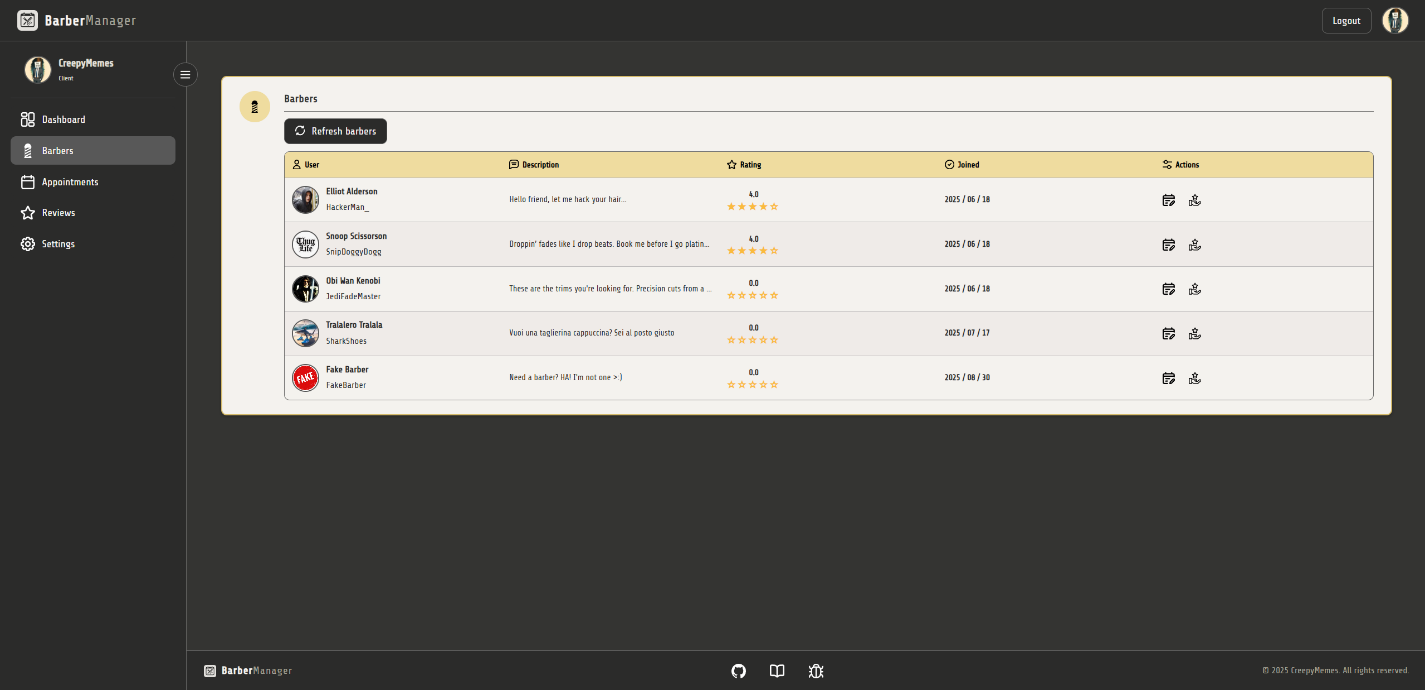 BarberManager
Logout
CreepyMemes
Client
Dashboard
Barbers
Appointments
Reviews
Settings
Barbers
Refresh barbers
User Description Rating Joined Actions
Elliot Alderson
HackerMan_
Hello friend, let me hack your hair...
4.0
2025 / 06 / 18
Thug Life
Snoop Scissorson
SnipDoggyDogg
Droppin' fades like I drop beats. Book me before I go platin...
4.0
2025 / 06 / 18
Obi Wan Kenobi
JediFadeMaster
These are the trims you're looking for. Precision cuts from a ...
0.0
2025 / 06 / 18
Tralalero Tralala
SharkShoes
Vuoi una taglierina cappuccina? Sei al posto giusto
0.0
2025 / 07 / 17
FAKE
Fake Barber
FakeBarber
Need a barber? HA! I'm not one >:)
0.0
2025 / 08 / 30
BarberManager
© 2025 CreepyMemes. All rights reserved.